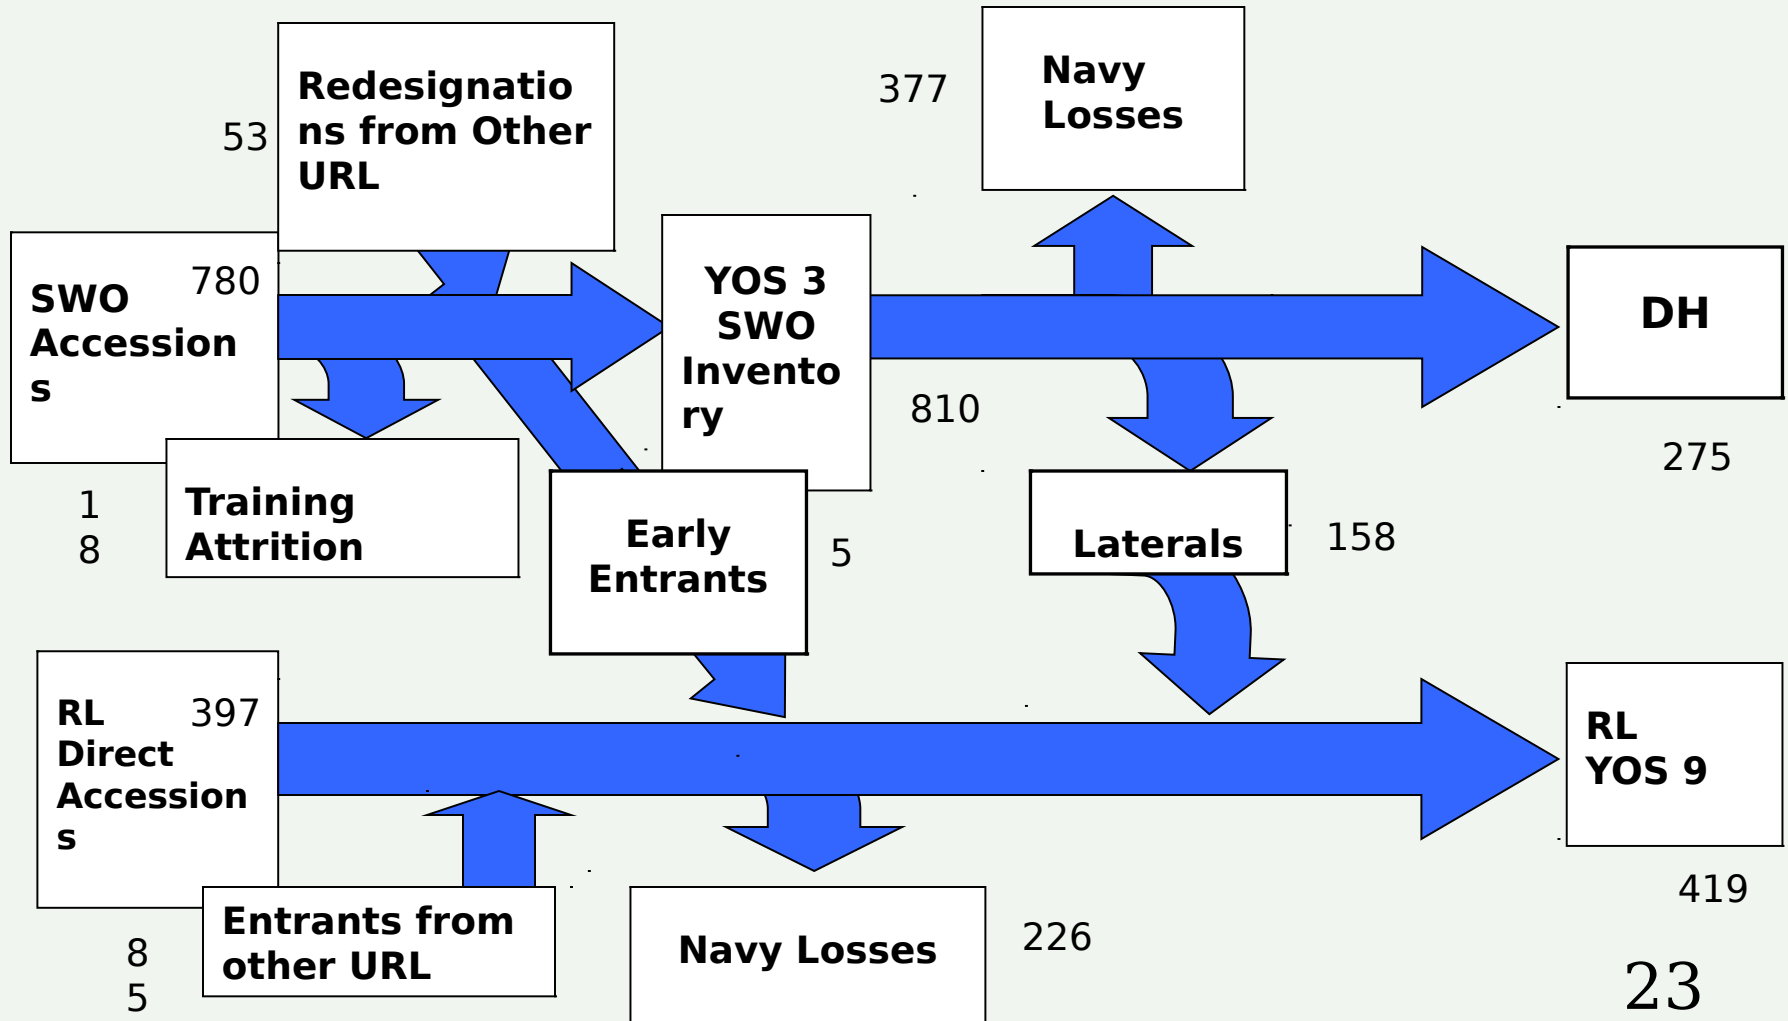 Redesignatio
ns from Other
URL
53
377
Navy
Losses
780
SWO
Accession
s
YOS 3
SWO
Invento
ry
DH
810
275
1
8
Training
Attrition
Early
Entrants
5
Laterals
158
397
RL
Direct
Accession
s
RL
YOS 9
419
8
5
Entrants from
other URL
Navy Losses
226
23